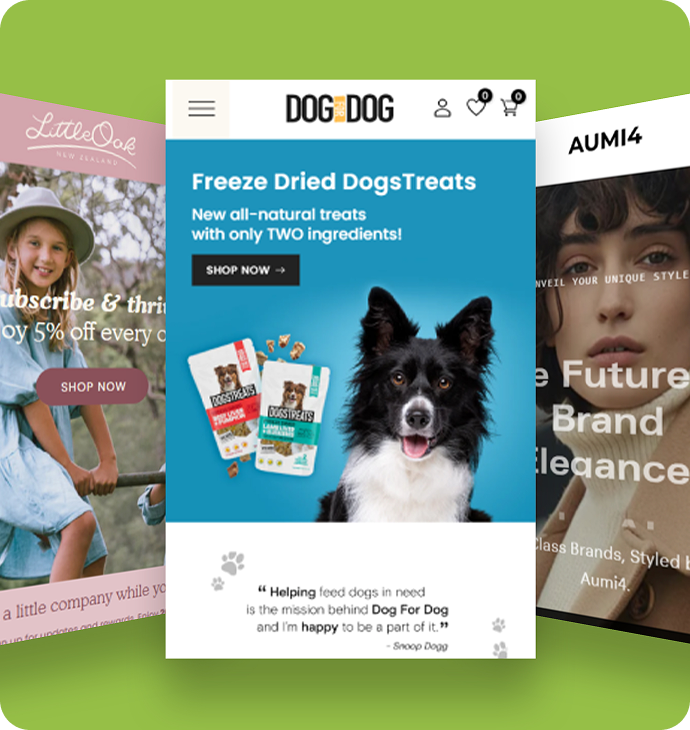 LittleOak
NEW ZEALAND
ubscribe & thri
oy 5% off every o
SHOP NOW
a little company while yo
up for updates and rewards. Enjoy
DOG FOR DOG
0
0
Freeze Dried DogsTreats
New all-natural treats
with only TWO ingredients!
SHOP NOW →
DOGSTREATS
BEEF LIVER
& PUMPKIN
DOGSTREATS
LAMB LIVER
“ Helping feed dogs in need
is the mission behind Dog For Dog
and I'm happy to be a part of it.”
- Snoop Dogg
AUMI4
NVEIL YOUR UNIQUE STYLE
e Future
Brand
Elegance
Class Brands, Styled b
Aumi4.